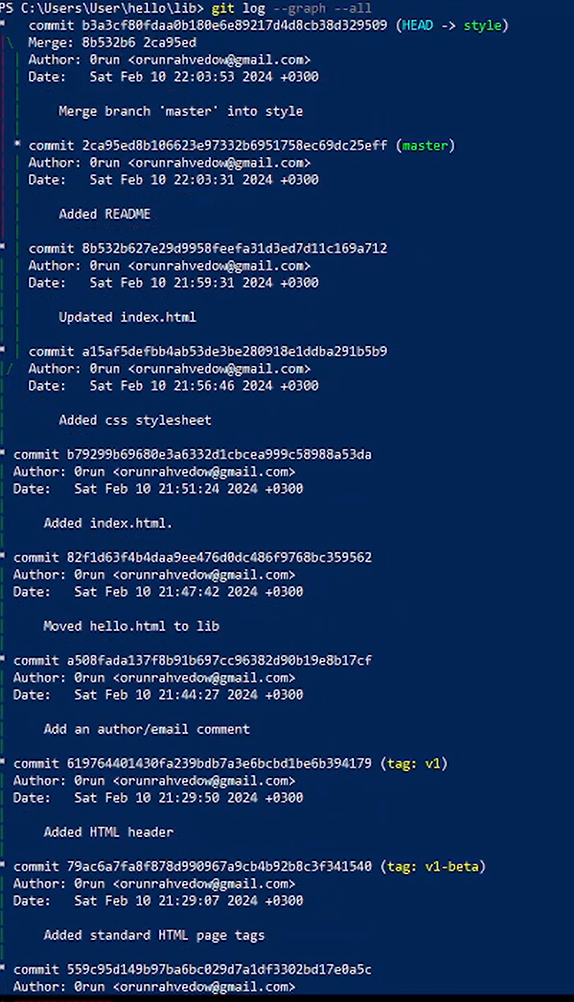 PS C:\Users\User\hello\lib> git log --graph --all
* commit b3a3cf80fdaa0b180e6e89217d4d8cb38d329509 (HEAD -> style)
|\ Merge: 8b532b6 2ca95ed
| | Author: 0run <orunrahvedow@gmail.com>
| | Date: Sat Feb 10 22:03:53 2024 +0300
Merge branch 'master' into style
| * commit 2ca95ed8b106623e97332b6951758ec69dc25eff (master)
| | Author: 0run <orunrahvedow@gmail.com>
| | Date: Sat Feb 10 22:03:31 2024 +0300
Added README
* | commit 8b532b627e29d9958feefa31d3ed7d11c169a712
| | Author: 0run <orunrahvedow@gmail.com>
| | Date: Sat Feb 10 21:59:31 2024 +0300
Updated index.html
* | commit a15af5defbb4ab53de3be280918e1ddba291b5b9
|/ Author: 0run <orunrahvedow@gmail.com>
| Date: Sat Feb 10 21:56:46 2024 +0300
Added css stylesheet
* commit b79299b69680e3a6332d1cbcea999c58988a53da
| Author: 0run <orunrahvedow@gmail.com>
| Date: Sat Feb 10 21:51:24 2024 +0300
Added index.html.
* commit 82f1d63f4b4daa9ee476d0dc486f9768bc359562
| Author: 0run <orunrahvedow@gmail.com>
| Date: Sat Feb 10 21:47:42 2024 +0300
Moved hello.html to lib
* commit a508fada137f8b91b697cc96382d90b19e8b17cf
| Author: 0run <orunrahvedow@gmail.com>
| Date: Sat Feb 10 21:44:27 2024 +0300
Add an author/email comment
* commit 619764401430fa239bdb7a3e6bcbd1be6b394179 (tag: v1)
| Author: 0run <orunrahvedow@gmail.com>
| Date: Sat Feb 10 21:29:50 2024 +0300
Added HTML header
* commit 79ac6a7fa8f878d990967a9cb4b92b8c3f341540 (tag: v1-beta)
| Author: 0run <orunrahvedow@gmail.com>
| Date: Sat Feb 10 21:29:07 2024 +0300
Added standard HTML page tags
* commit 559c95d149b97ba6bc029d7a1df3302bd17e0a5c
| Author: 0run <orunrahvedow@gmail.com>